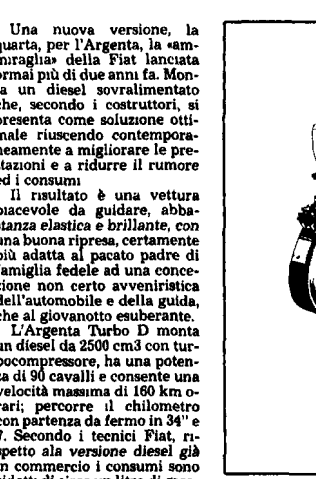 Una nuova versione, la
quarta, per l'Argenta, la «am-
miraglia» della Fiat lanciata
ormai più di due anni fa. Mon-
ta un diesel sovralimentato
che, secondo i costruttori, si
presenta come soluzione otti-
male riuscendo contempora-
neamente a migliorare le pre-
stazioni e a ridurre il rumore
ed i consumi
Il risultato è una vettura
piacevole da guidare, abba-
stanza elastica e brillante, con
una buona ripresa, certamente
più adatta al pacato padre di
famiglia fedele ad una conce-
zione non certo avveniristica
dell'automobile e della guida,
che al giovanotto esuberante.
L'Argenta Turbo D monta
un diesel da 2500 cm3 con tur-
bocompressore, ha una poten-
za di 90 cavalli e consente una
velocità massima di 160 km o-
rari; percorre il chilometro
con partenza da fermo in 34" e
7. Secondo i tecnici Fiat, ri-
spetto ala versione diesel già
in commercio i consumi sono